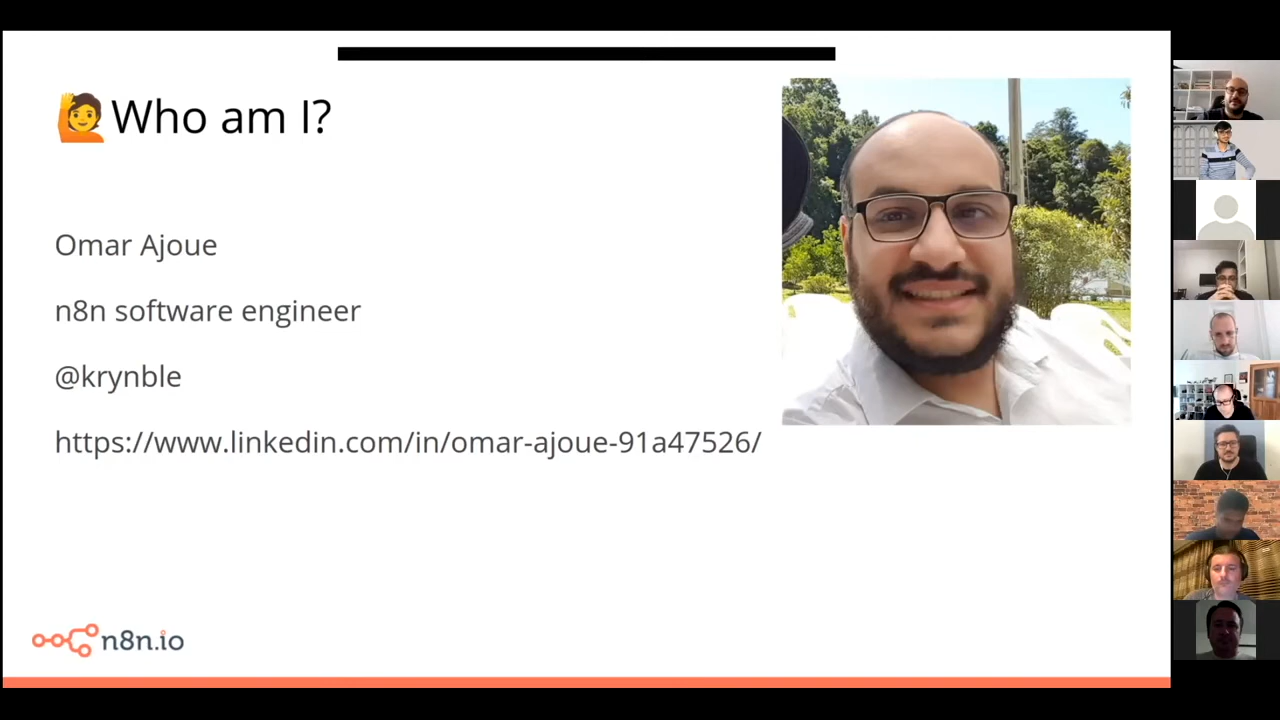 Who am I?
Omar Ajoue
n8n software engineer
@krynble
https://www.linkedin.com/in/omar-ajoue-91a47526/
n8n.io